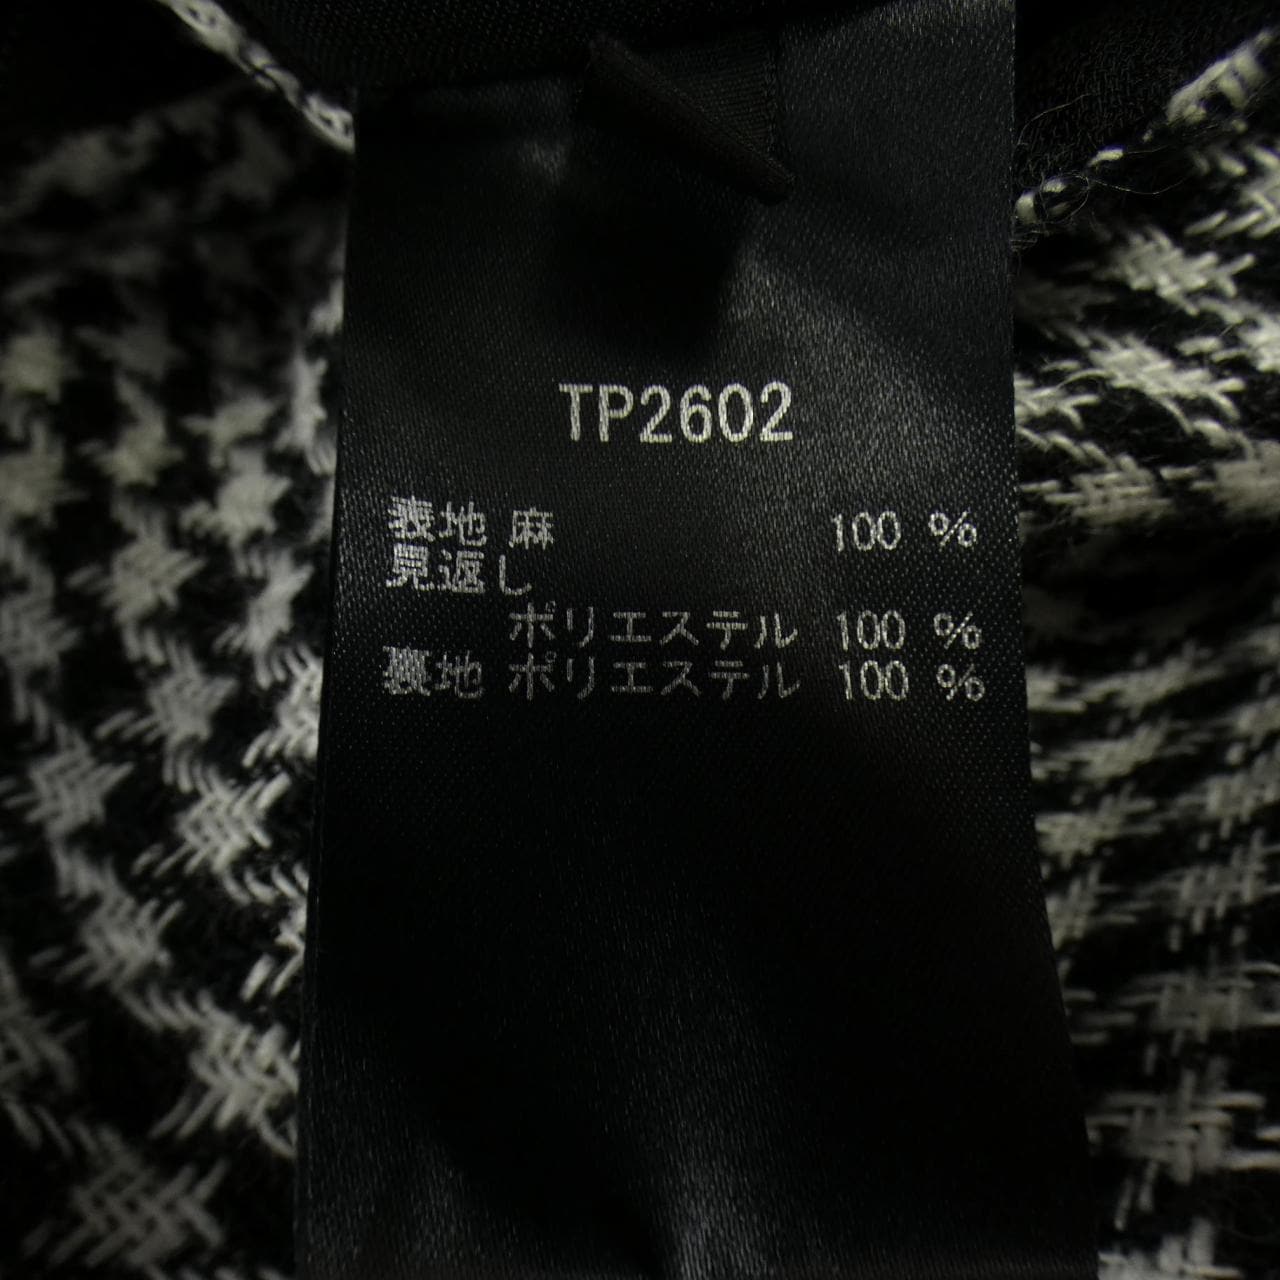 TP2602
表地 麻 100 %
見返し
ポリエステル 100 %
裏地 ポリエステル 100 %